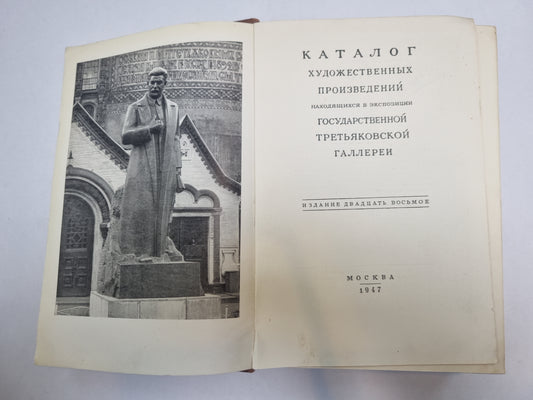 КАТАЛОГ
ХУДОЖЕСТВЕННЫХ
ПРОИЗВЕДЕНИЙ
НАХОДЯЩИХСЯ В ЭКСПОЗИЦИИ
ГОСУДАРСТВЕННОЙ
ТРЕТЬЯКОВСКОЙ
ГАЛЛЕРЕИ
ИЗДАНИЕ ДВАДЦАТЬ ВОСЬМОЕ
МОСКВА
1947